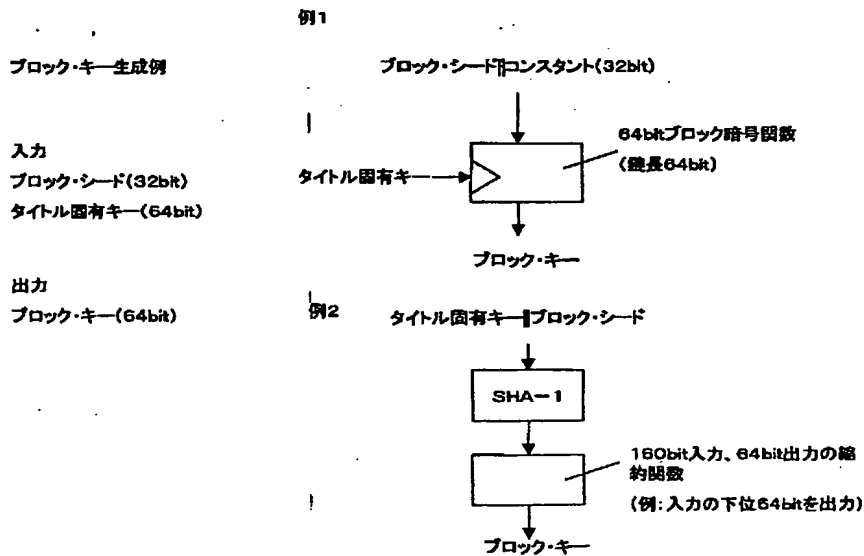 例1
ブロック・キー生成例
ブロック・シード||コンスタント(32bit)
64bitブロック暗号関数
(鍵長64bit)
入力
ブロック・シード(32bit)
タイトル固有キー(64bit)
タイトル固有キー
ブロック・キー
出力
ブロック・キー(64bit)
例2
タイトル固有キー||ブロック・シード
SHA-1
160bit入力、64bit出力の縮
約関数
(例:入力の下位64bitを出力)
ブロック・キー